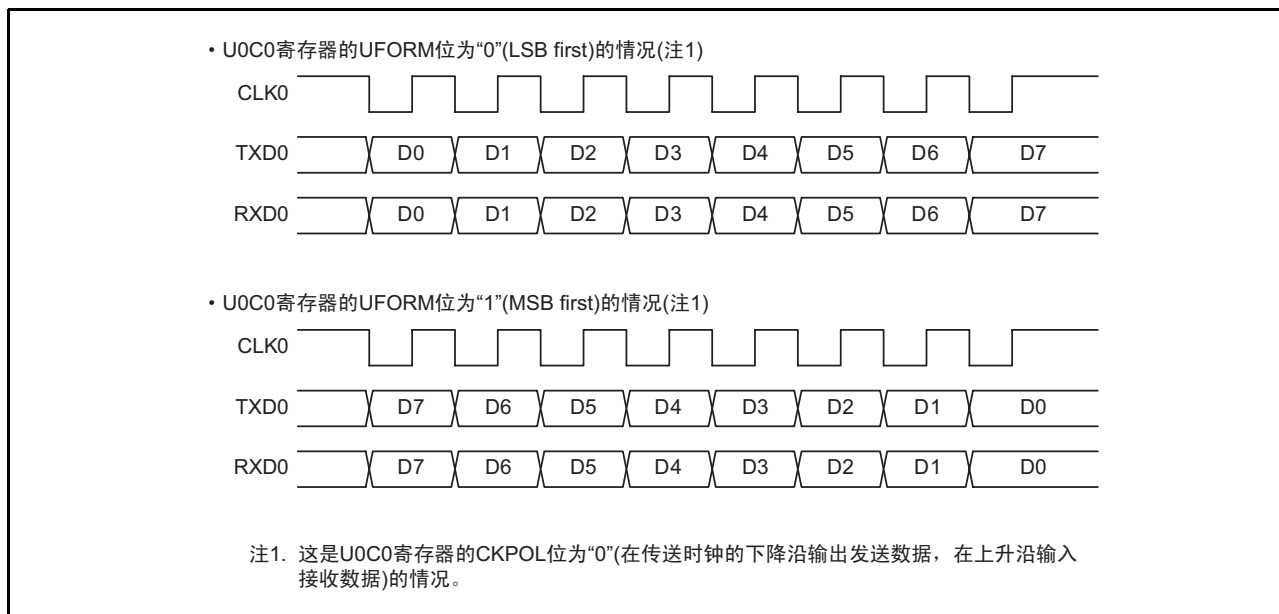 ・U0C0寄存器的UFORM位为“0”(LSB first)的情况(注1)
CLK0
TXD0 D0 D1 D2 D3 D4 D5 D6 D7
RXD0 D0 D1 D2 D3 D4 D5 D6 D7
・U0C0寄存器的UFORM位为“1”(MSB first)的情况(注1)
CLK0
TXD0 D7 D6 D5 D4 D3 D2 D1 D0
RXD0 D7 D6 D5 D4 D3 D2 D1 D0
注1. 这是U0C0寄存器的CKPOL位为“0”(在传送时钟的下降沿输出发送数据，在上升沿输入
接收数据)的情况。